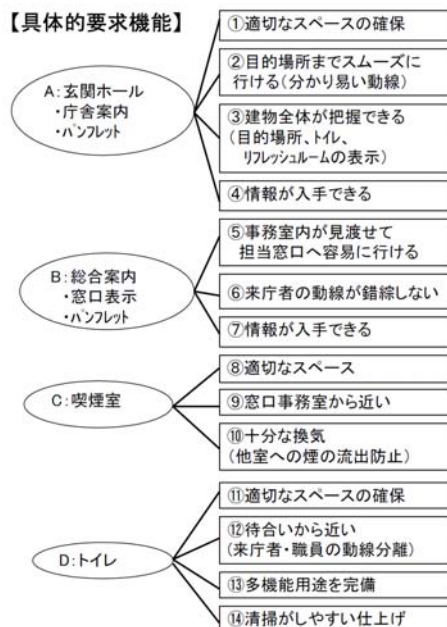 【具体的要求機能】
A:玄関ホール
・庁舎案内
・パンフレット
①適切なスペースの確保
②目的場所までスムーズに
行ける(分かり易い動線)
③建物全体が把握できる
(目的場所、トイレ、
リフレッシュルームの表示)
④情報が入手できる
B:総合案内
・窓口表示
・パンフレット
⑤事務室内が見渡せて
担当窓口へ容易に行ける
⑥来庁者の動線が錯綜しない
⑦情報が入手できる
C:喫煙室
⑧適切なスペース
⑨窓口事務室から近い
⑩十分な換気
(他室への煙の流出防止)
D:トイレ
⑪適切なスペースの確保
⑫待合いから近い
(来庁者・職員の動線分離)
⑬多機能用途を完備
⑭清掃がしやすい仕上げ